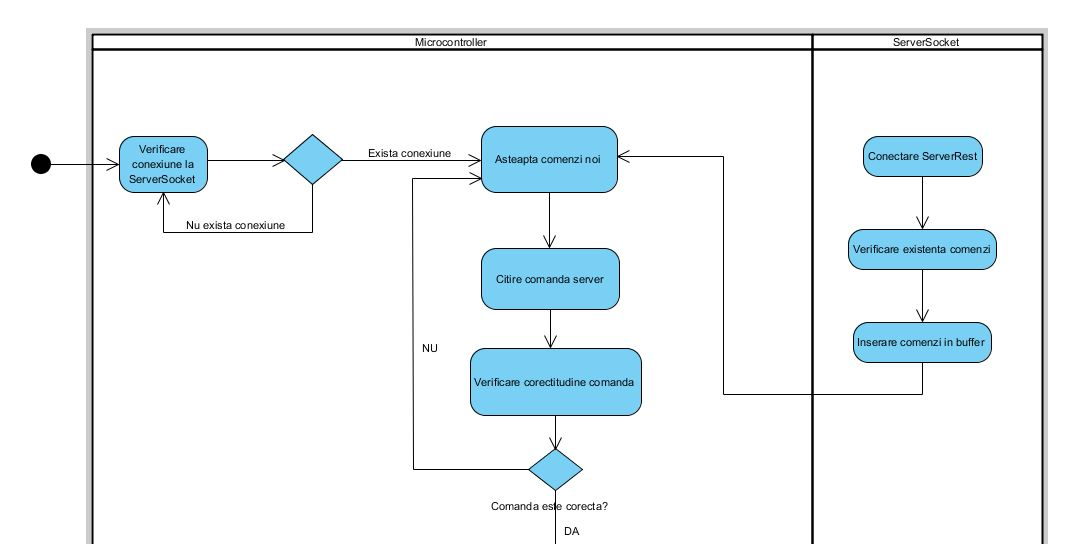 Microcontroller
ServerSocket
Verificare
conexiune la
ServerSocket
Exista conexiune
Nu exista conexiune
Asteapta comenzi noi
Conectare ServerRest
Verificare existenta comenzi
Citire comanda server
Inserare comenzi in buffer
NU
Verificare corectitudine comanda
Comanda este corecta?
DA